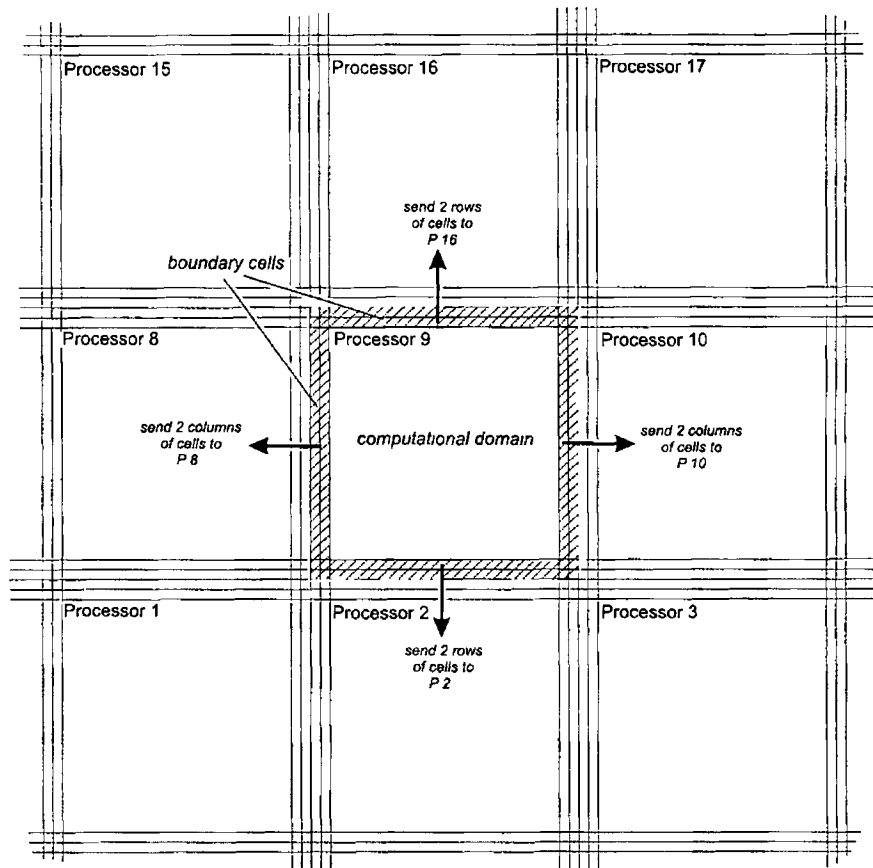 Processor 15
Processor 16
Processor 17
send 2 rows
of cells to
P 16
boundary cells
Processor 8
Processor 9
Processor 10
send 2 columns
of cells to
P 8
computational domain
send 2 columns
of cells to
P 10
Processor 1
Processor 2
Processor 3
send 2 rows
of cells to
P 2